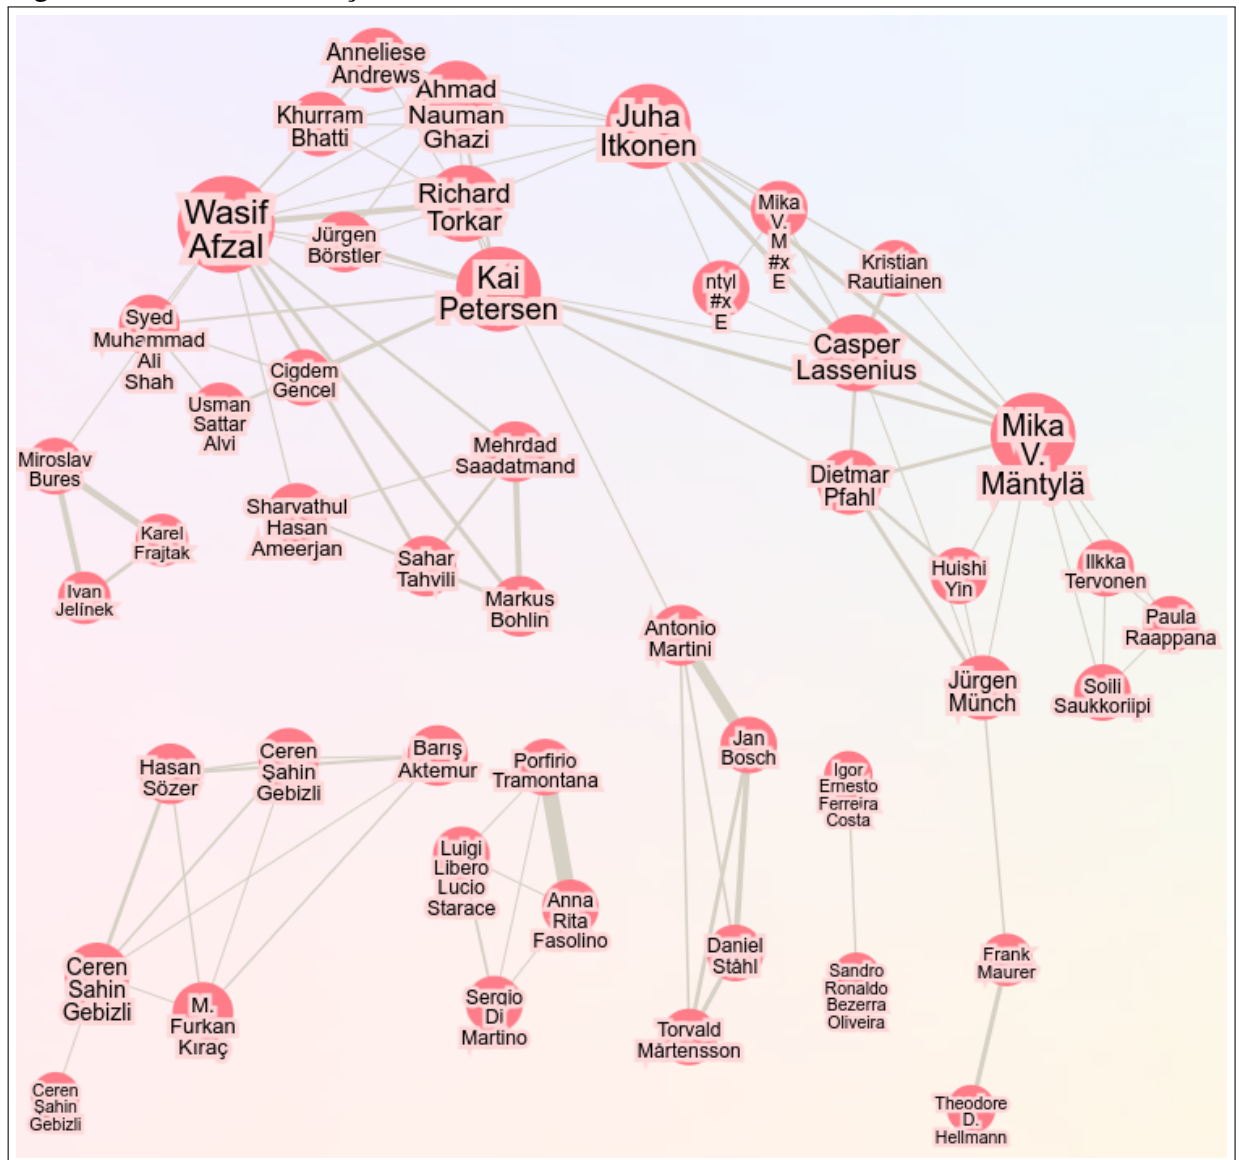 Anneliese
Andrews
Ahmad
Nauman
Ghazi
Khurram
Bhatti
Juha
Itkonen
Richard
Torkar
Wasif
Afzal
Jürgen
Börstler
Mika
V.
M
#x
E
ntyl
#x
E
Kristian
Rautiainen
Kai
Petersen
Syed
Muhammad
Ali
Shah
Casper
Lassenius
Cigdem
Gencel
Usman
Sattar
Alvi
Mika
V.
Mäntylä
Mehrdad
Saadatmand
Miroslav
Bures
Dietmar
Pfahl
Sharvathul
Hasan
Ameerjan
Karel
Frajtak
Sahar
Tahvili
Huishi
Yin
Ilkka
Tervonen
Ivan
Jelínek
Markus
Bohlin
Antonio
Martini
Paula
Raappana
Jürgen
Münch
Soili
Saukkoriipi
Jan
Bosch
Hasan
Sözer
Ceren
Şahin
Gebizli
Barış
Aktemur
Porfirio
Tramontana
Igor
Ernesto
Ferreira
Costa
Luigi
Libero
Lucio
Starace
Anna
Rita
Fasolino
Daniel
Ståhl
Frank
Maurer
Ceren
Sahin
Gebizli
M.
Furkan
Kıraç
Sergio
Di
Martino
Torvald
Mårtensson
Sandro
Ronaldo
Bezerra
Oliveira
Ceren
Şahin
Gebizli
Theodore
D.
Hellmann